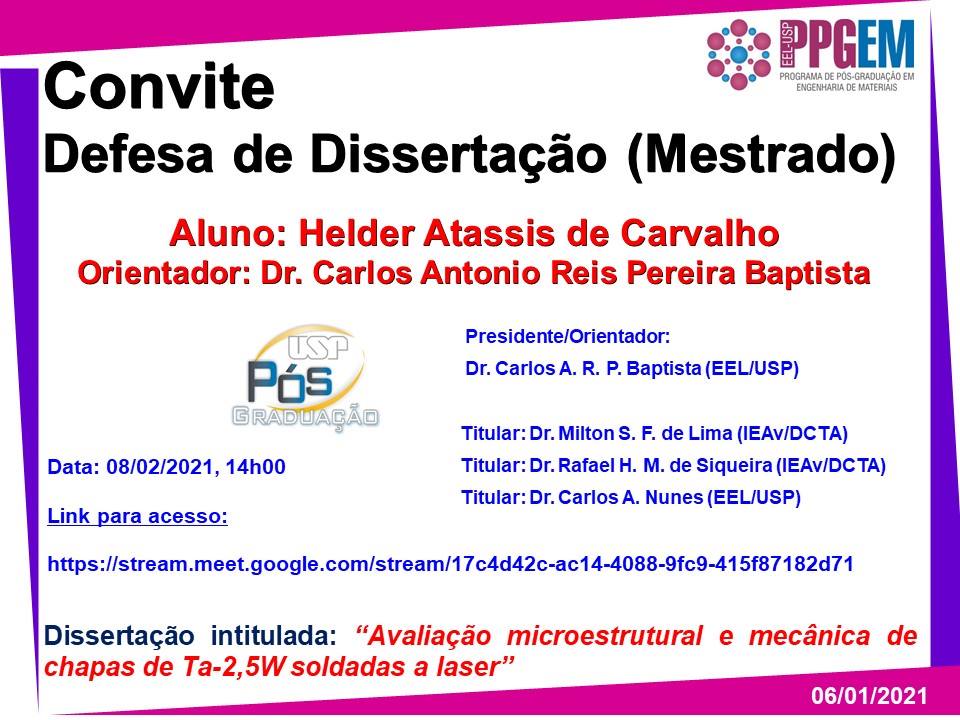 EEL-USP
PPGEM
PROGRAMA DE PÓS-GRADUAÇÃO EM
ENGENHARIA DE MATERIAIS
Convite
Defesa de Dissertação (Mestrado)
Aluno: Helder Atassis de Carvalho
Orientador: Dr. Carlos Antonio Reis Pereira Baptista
USP
Pós
GRADUAÇÃO
Presidente/Orientador:
Dr. Carlos A. R. P. Baptista (EEL/USP)
Titular: Dr. Milton S. F. de Lima (IEAv/DCTA)
Titular: Dr. Rafael H. M. de Siqueira (IEAv/DCTA)
Titular: Dr. Carlos A. Nunes (EEL/USP)
Data: 08/02/2021, 14h00
Link para acesso:
https://stream.meet.google.com/stream/17c4d42c-ac14-4088-9fc9-415f87182d71
Dissertação intitulada: “Avaliação microestrutural e mecânica de
chapas de Ta-2,5W soldadas a laser”
06/01/2021